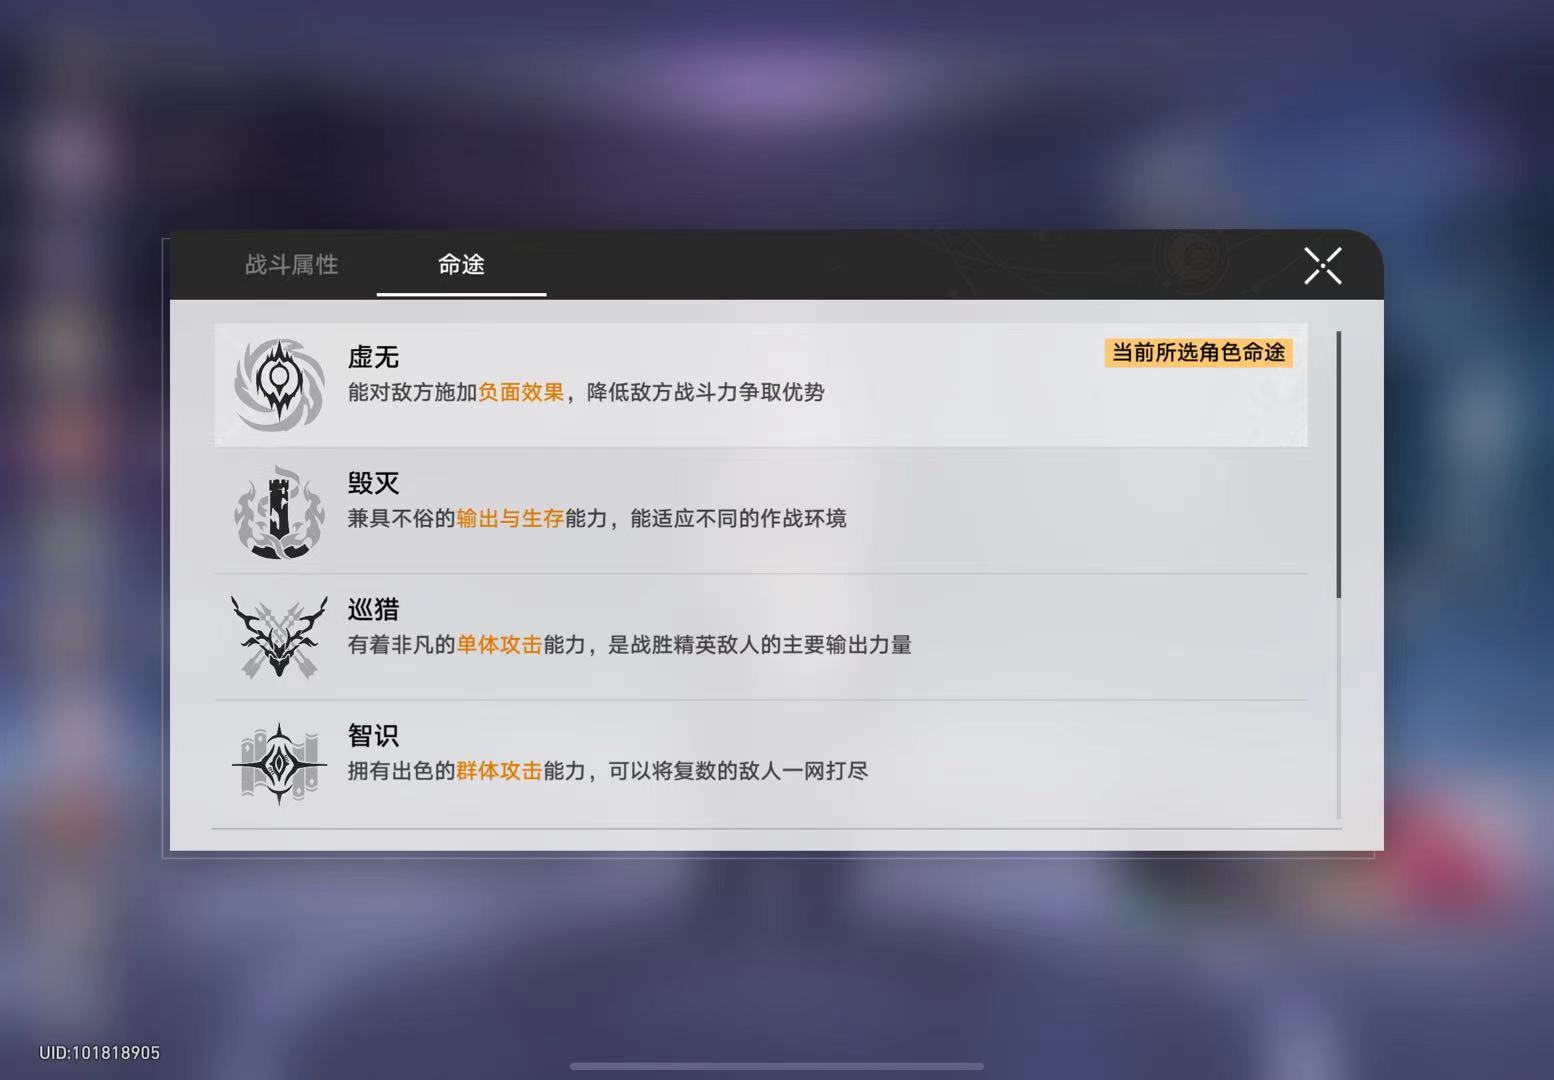 战斗属性
命途
虚无
当前所选角色命途
能对敌方施加负面效果，降低敌方战斗力争取优势
毁灭
兼具不俗的输出与生存能力，能适应不同的作战环境
巡猎
有着非凡的单体攻击能力，是战胜精英敌人的主要输出力量
智识
拥有出色的群体攻击能力，可以将复数的敌人一网打尽
UID:101818905